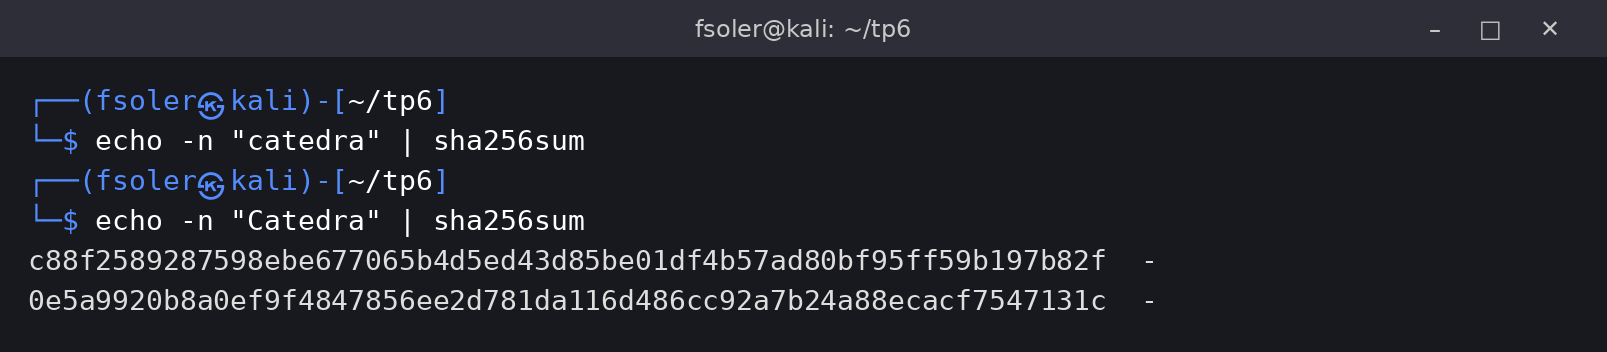 fsoler@kali: ~/tp6
┌──(fsoler㉿kali)-[~/tp6]
└─$ echo -n "catedra" | sha256sum
┌──(fsoler㉿kali)-[~/tp6]
└─$ echo -n "Catedra" | sha256sum
c88f2589287598ebe677065b4d5ed43d85be01df4b57ad80bf95ff59b197b82f  -
0e5a9920b8a0ef9f4847856ee2d781da116d486cc92a7b24a88ecacf7547131c  -